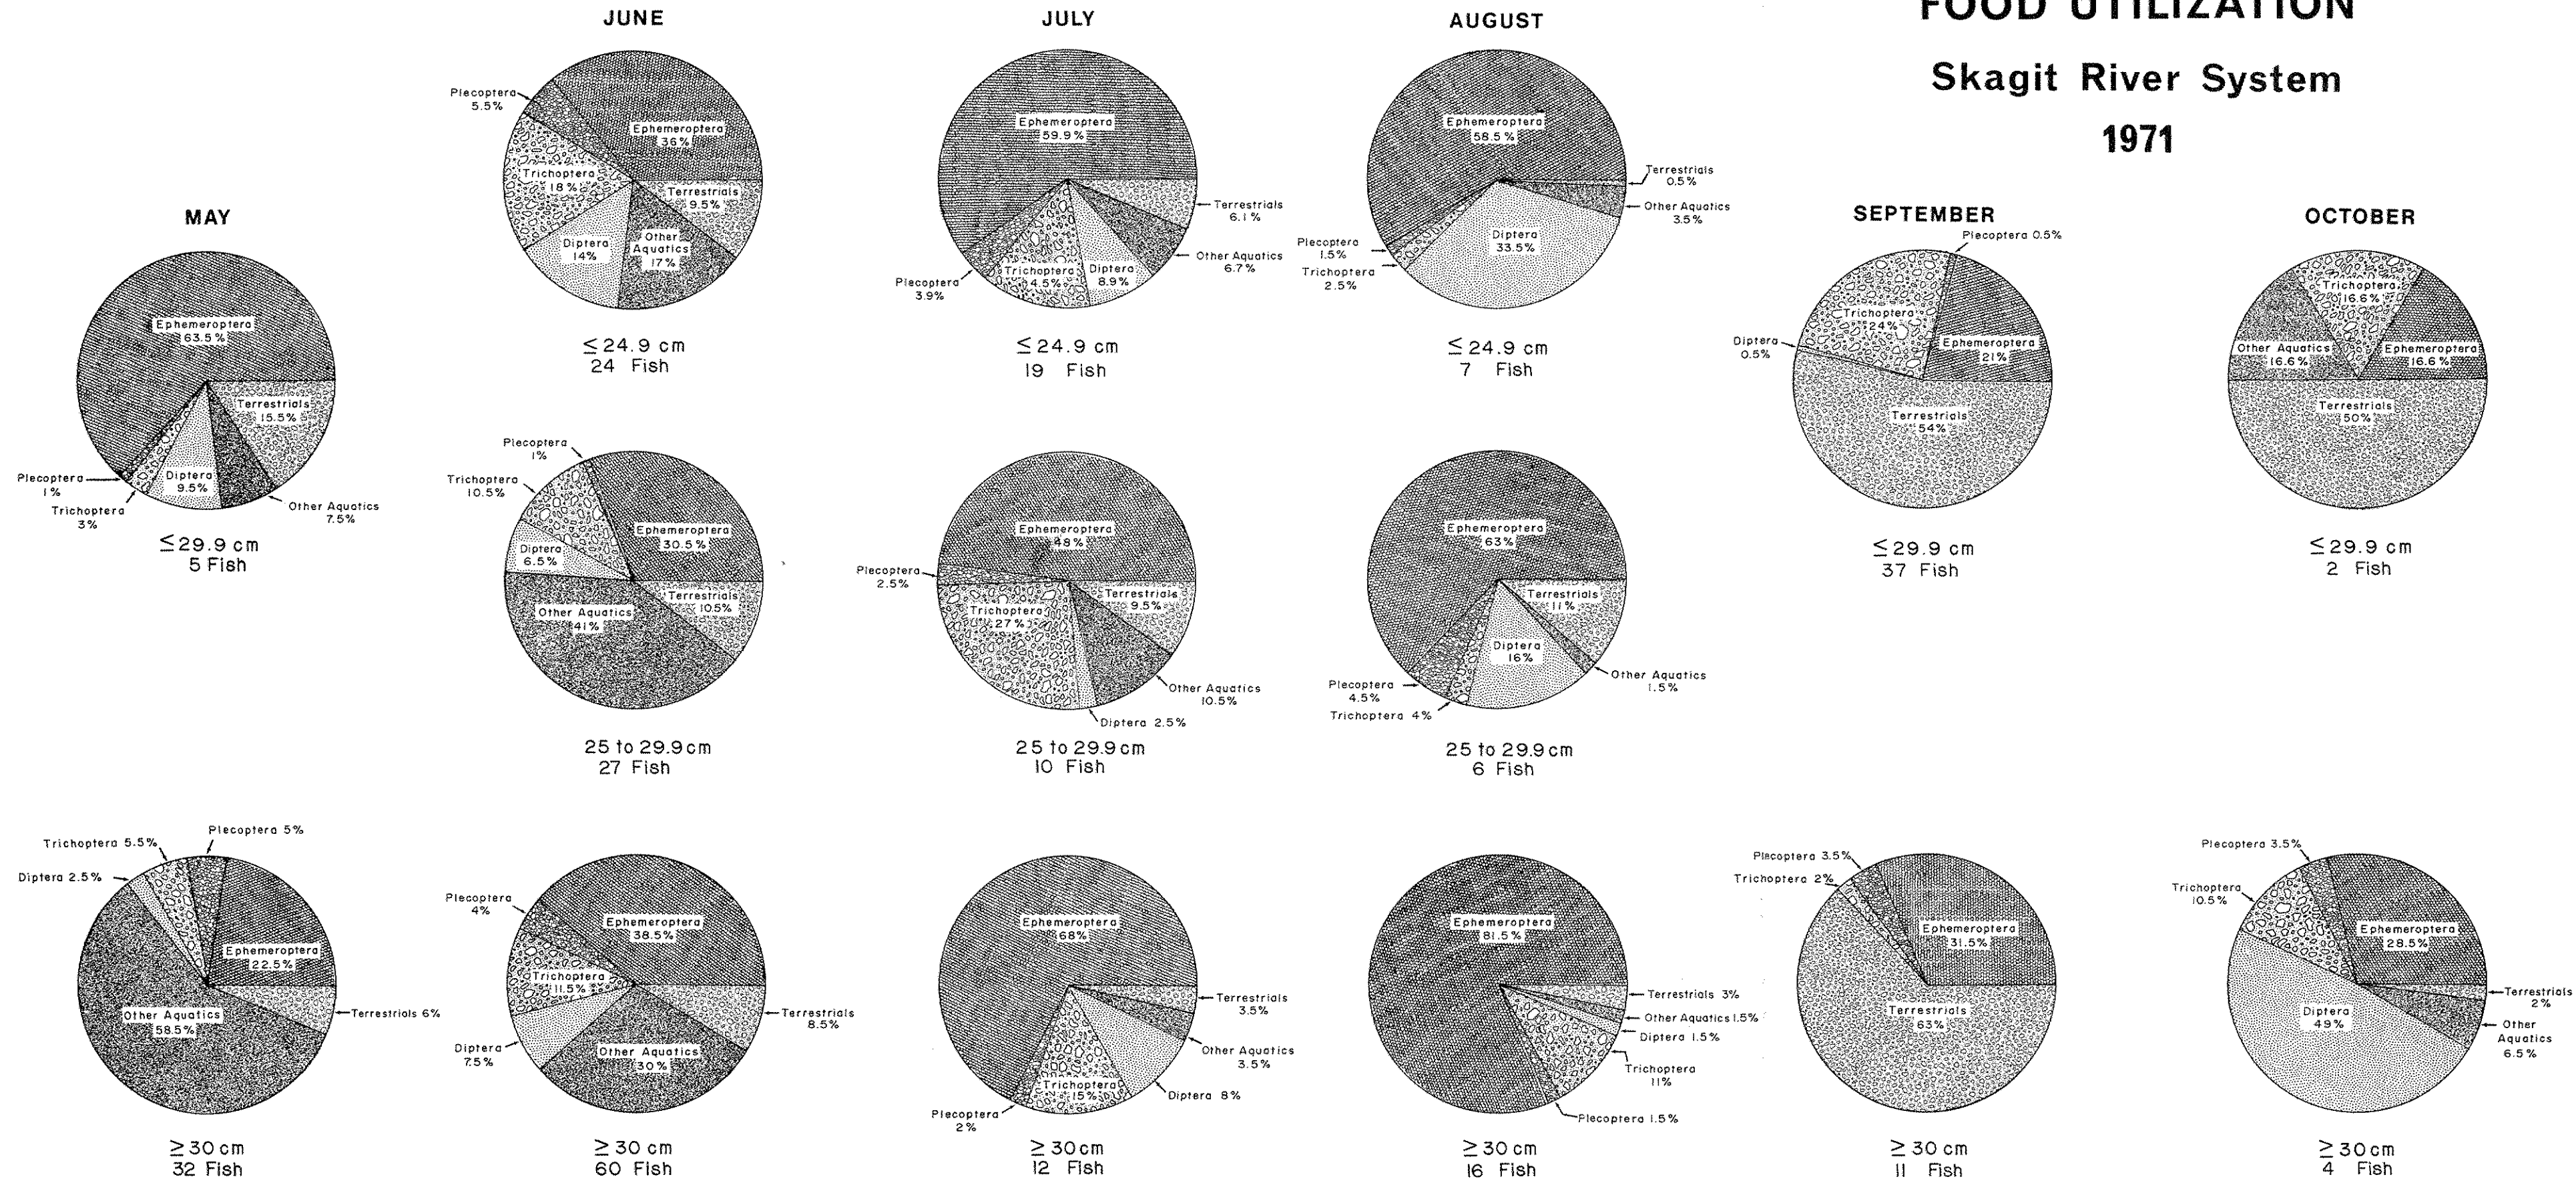 FOOD UTILIZATION
Skagit River System
1971
MAY
Ephemeroptera
63.5%
Terrestrials
15.5%
Diptera
9.5%
Plecoptera
1%
Trichoptera
3%
Other Aquatics
7.5%
≤29.9 cm
5 Fish
Trichoptera 5.5%
Plecoptera 5%
Diptera 2.5%
Ephemeroptera
22.5%
Other Aquatics
58.5%
Terrestrials 6%
≥30 cm
32 Fish
JUNE
Plecoptera
5.5%
Ephemeroptera
36%
Trichoptera
18%
Terrestrials
9.5%
Diptera
14%
Other
Aquatics
17%
≤24.9 cm
24 Fish
Plecoptera
1%
Trichoptera
10.5%
Ephemeroptera
30.5%
Diptera
6.5%
Terrestrials
10.5%
Other Aquatics
41%
25 to 29.9cm
27 Fish
Plecoptera
4%
Ephemeroptera
38.5%
Trichoptera
11.5%
Terrestrials
8.5%
Diptera
7.5%
Other Aquatics
30%
≥30 cm
60 Fish
JULY
Ephemeroptera
59.9%
Terrestrials
6.1%
Other Aquatics
6.7%
Diptera
8.9%
Trichoptera
14.5%
Plecoptera
3.9%
≤24.9 cm
19 Fish
Ephemeroptera
48%
Plecoptera
2.5%
Terrestrials
9.5%
Trichoptera
27%
Other Aquatics
10.5%
Diptera 2.5%
25 to 29.9cm
10 Fish
Ephemeroptera
68%
Terrestrials
3.5%
Other Aquatics
3.5%
Trichoptera
15%
Diptera 8%
Plecoptera
2%
≥30cm
12 Fish
AUGUST
Ephemeroptera
58.5%
Terrestrials
0.5%
Other Aquatics
3.5%
Diptera
33.5%
Plecoptera
1.5%
Trichoptera
2.5%
≤24.9 cm
7 Fish
Ephemeroptera
63%
Terrestrials
11%
Diptera
16%
Other Aquatics
1.5%
Plecoptera
4.5%
Trichoptera 4%
25 to 29.9cm
6 Fish
Ephemeroptera
81.5%
Terrestrials 3%
Other Aquatics 1.5%
Diptera 1.5%
Trichoptera
11%
Plecoptera 1.5%
≥30cm
16 Fish
SEPTEMBER
Plecoptera 0.5%
Trichoptera
24%
Diptera
0.5%
Ephemeroptera
21%
Terrestrials
54%
≤29.9 cm
37 Fish
Plecoptera 3.5%
Trichoptera 2%
Ephemeroptera
31.5%
Terrestrials
63%
≥30cm
11 Fish
OCTOBER
Trichoptera
16.6%
Other Aquatics
16.6%
Ephemeroptera
16.6%
Terrestrials
50%
≤29.9 cm
2 Fish
Plecoptera 3.5%
Trichoptera
10.5%
Ephemeroptera
28.5%
Diptera
49%
Terrestrials
2%
Other
Aquatics
6.5%
≥30cm
4 Fish